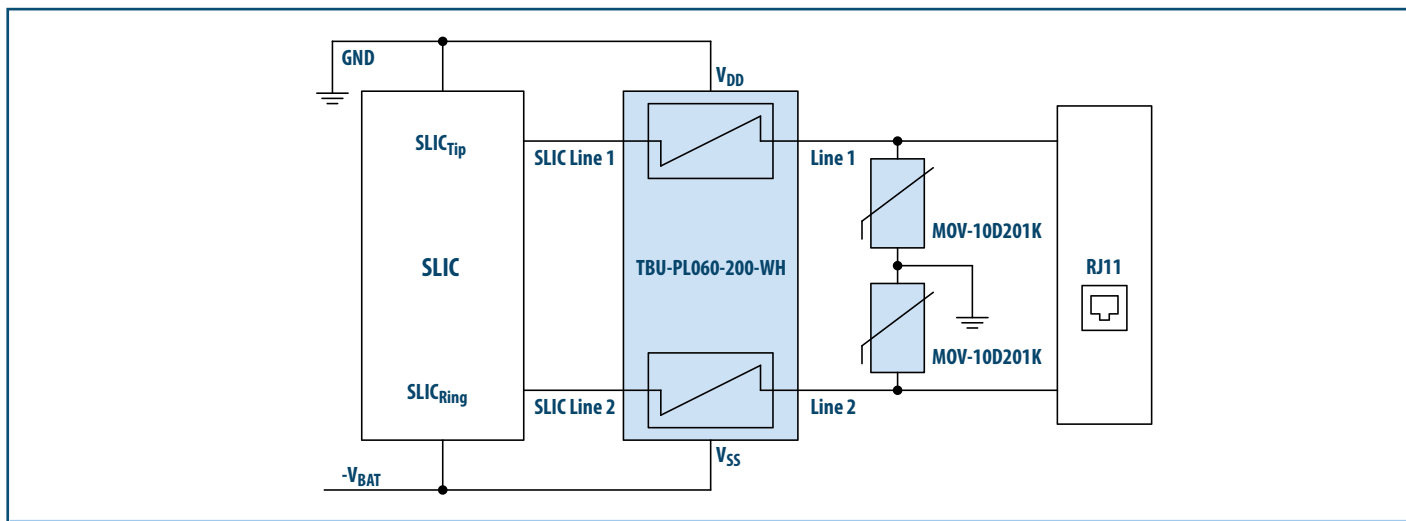 GND
VDD
SLICTip
SLIC Line 1
Line 1
MOV-10D201K
SLIC
TBU-PL060-200-WH
RJ11
MOV-10D201K
SLICRing
SLIC Line 2
Line 2
VSS
-VBAT